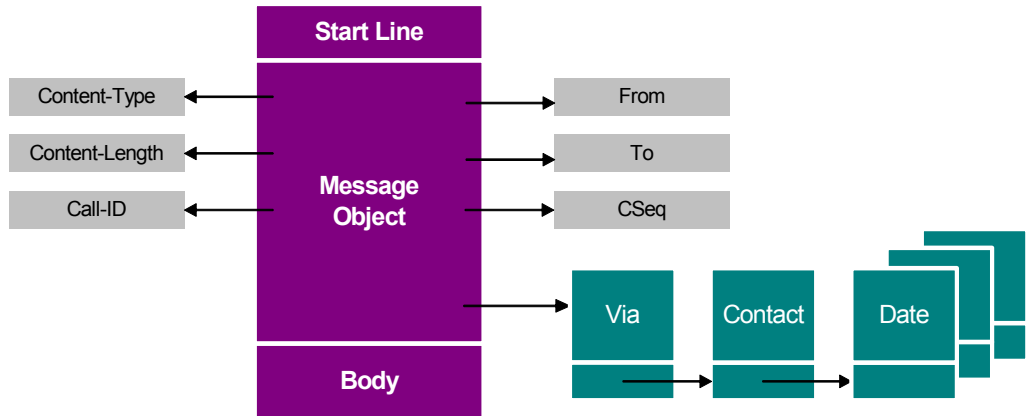 Start Line
Content-Type
From
Content-Length
To
Message
Object
Call-ID
CSeq
Via
Contact
Date
Body